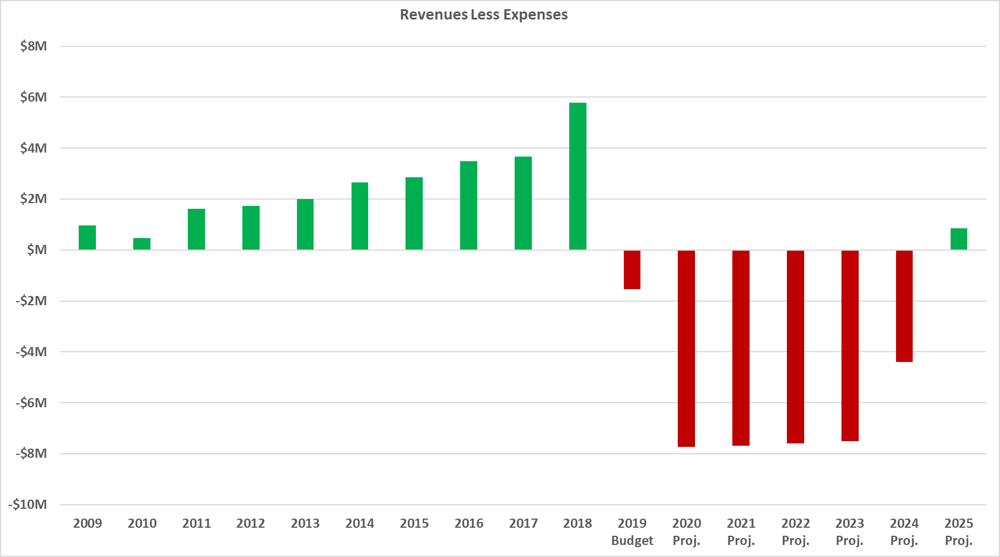 Revenues Less Expenses
$8M
$6M
$4M
$2M
$M
-$2M
-$4M
-$6M
-$8M
-$10M
2009 2010 2011 2012 2013 2014 2015 2016 2017 2018 2019 2020 2021 2022 2023 2024 2025
Budget Proj. Proj. Proj. Proj. Proj. Proj.